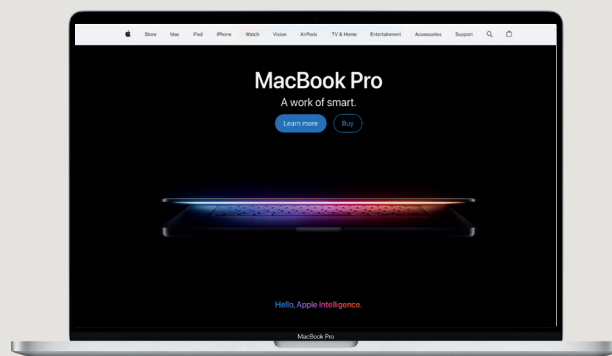 Store Mac iPad iPhone Watch Vision AirPods TV & Home Entertainment Accessories Support
MacBook Pro
A work of smart.
Learn more Buy
Hello, Apple Intelligence.
MacBook Pro